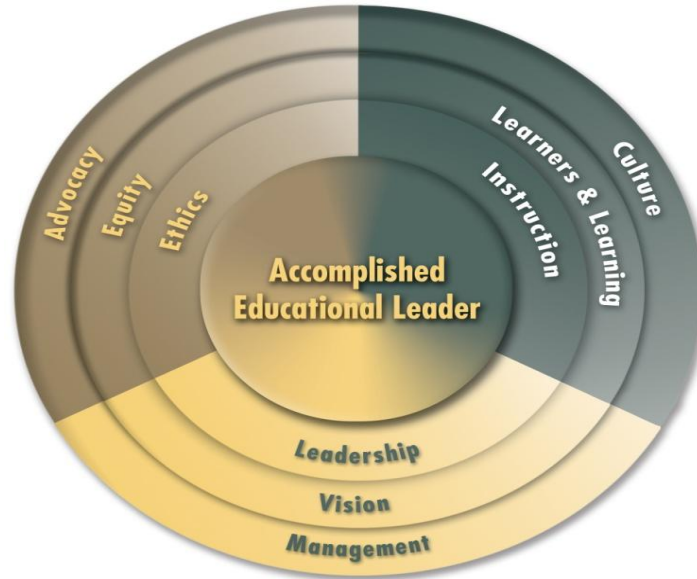 Advocacy
Equity
Ethics
Culture
Learners & Learning
Instruction
Accomplished
Educational Leader
Leadership
Vision
Management